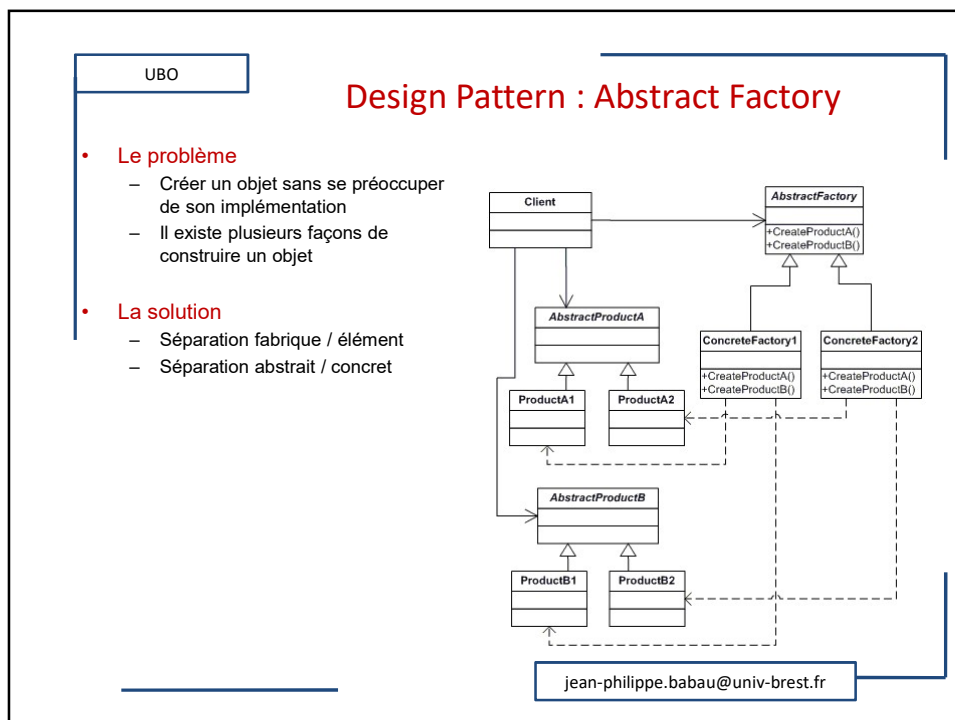 UBO
Design Pattern : Abstract Factory
• Le problème
– Créer un objet sans se préoccuper
de son implémentation
– Il existe plusieurs façons de
construire un objet
• La solution
– Séparation fabrique / élément
– Séparation abstrait / concret
Client
AbstractFactory
+CreateProductA()
+CreateProductB()
AbstractProductA
ConcreteFactory1
+CreateProductA()
+CreateProductB()
ConcreteFactory2
+CreateProductA()
+CreateProductB()
ProductA1
ProductA2
AbstractProductB
ProductB1
ProductB2
jean-philippe.babau@univ-brest.fr